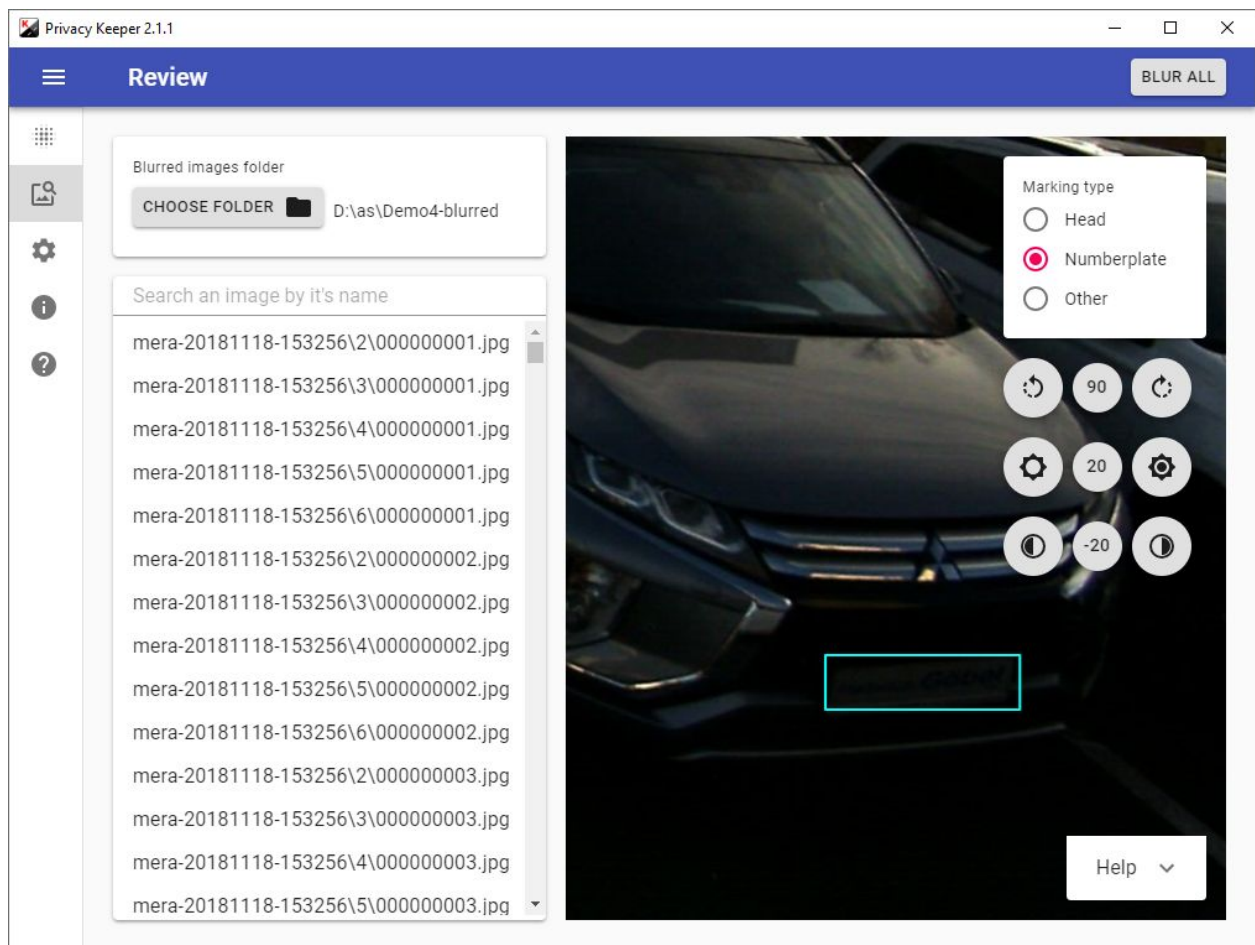 Privacy Keeper 2.1.1
Review
BLUR ALL
Blurred images folder
CHOOSE FOLDER
D:\as\Demo4-blurred
Search an image by it's name
mera-20181118-153256\2\000000001.jpg
mera-20181118-153256\3\000000001.jpg
mera-20181118-153256\4\000000001.jpg
mera-20181118-153256\5\000000001.jpg
mera-20181118-153256\6\000000001.jpg
mera-20181118-153256\2\000000002.jpg
mera-20181118-153256\3\000000002.jpg
mera-20181118-153256\4\000000002.jpg
mera-20181118-153256\5\000000002.jpg
mera-20181118-153256\6\000000002.jpg
mera-20181118-153256\2\000000003.jpg
mera-20181118-153256\3\000000003.jpg
mera-20181118-153256\4\000000003.jpg
mera-20181118-153256\5\000000003.jpg
Marking type
Head
Numberplate
Other
90
20
-20
Help